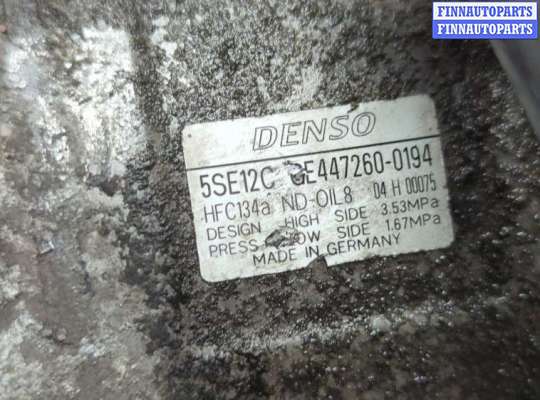 FINNAUTOPARTS
FINNAUTOPARTS
DENSO
5SE12C GE447260-0194
HFC134a ND-OIL8 04 H 00075
DESIGN HIGH SIDE 3.53MPa
PRESS LOW SIDE 1.67MPa
MADE IN GERMANY